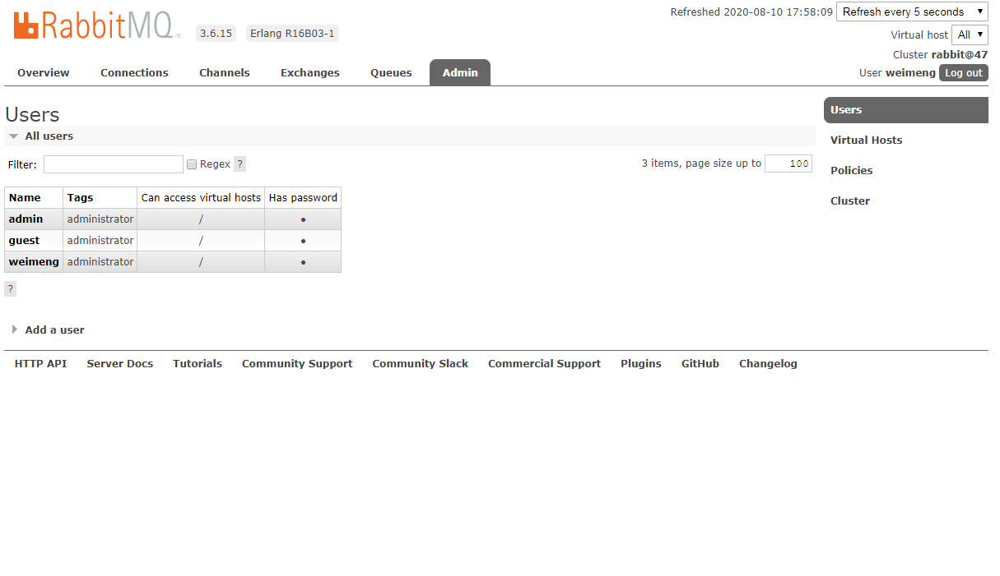 RabbitMQ TM 3.6.15 Erlang R16B03-1
Refreshed 2020-08-10 17:58:09 Refresh every 5 seconds
Virtual host All
Cluster rabbit@47
User weimeng Log out
Overview Connections Channels Exchanges Queues Admin
Users
All users
Filter: Regex ? 3 items, page size up to 100
Name Tags Can access virtual hosts Has password
admin administrator / ●
guest administrator / ●
weimeng administrator / ●
?
Add a user
Users
Virtual Hosts
Policies
Cluster
HTTP API Server Docs Tutorials Community Support Community Slack Commercial Support Plugins GitHub Changelog